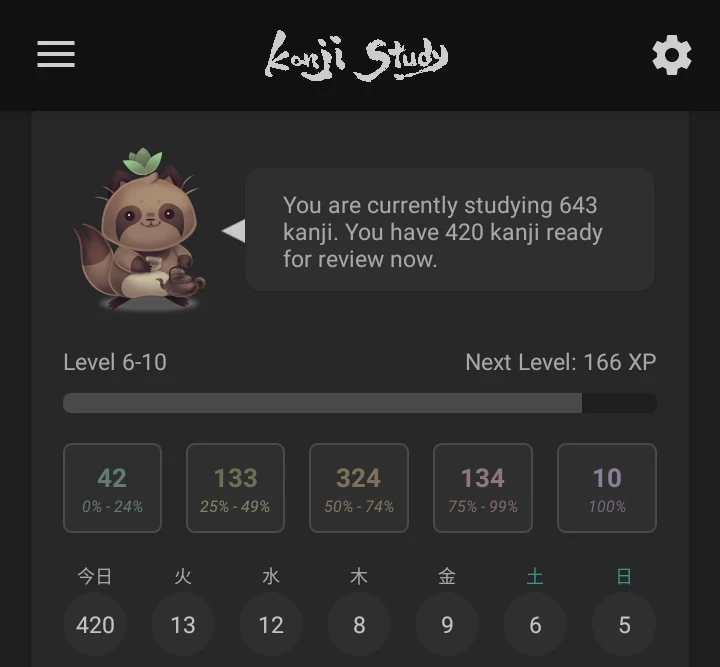 Kanji Study
You are currently studying 643
kanji. You have 420 kanji ready
for review now.
Level 6-10
Next Level: 166 XP
42
0% - 24%
133
25% - 49%
324
50% - 74%
134
75% - 99%
10
100%
今日 火 水 木 金 土 日
420 13 12 8 9 6 5